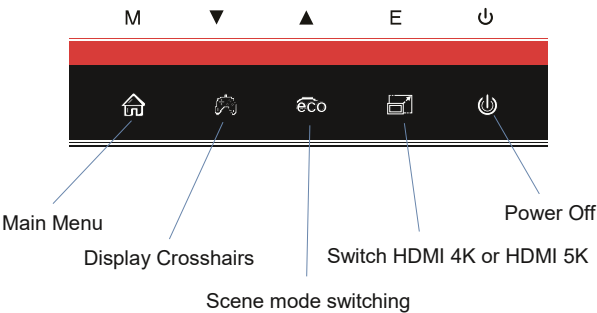 M ▼ ▲ E
eco
Main Menu
Power Off
Display Crosshairs
Switch HDMI 4K or HDMI 5K
Scene mode switching